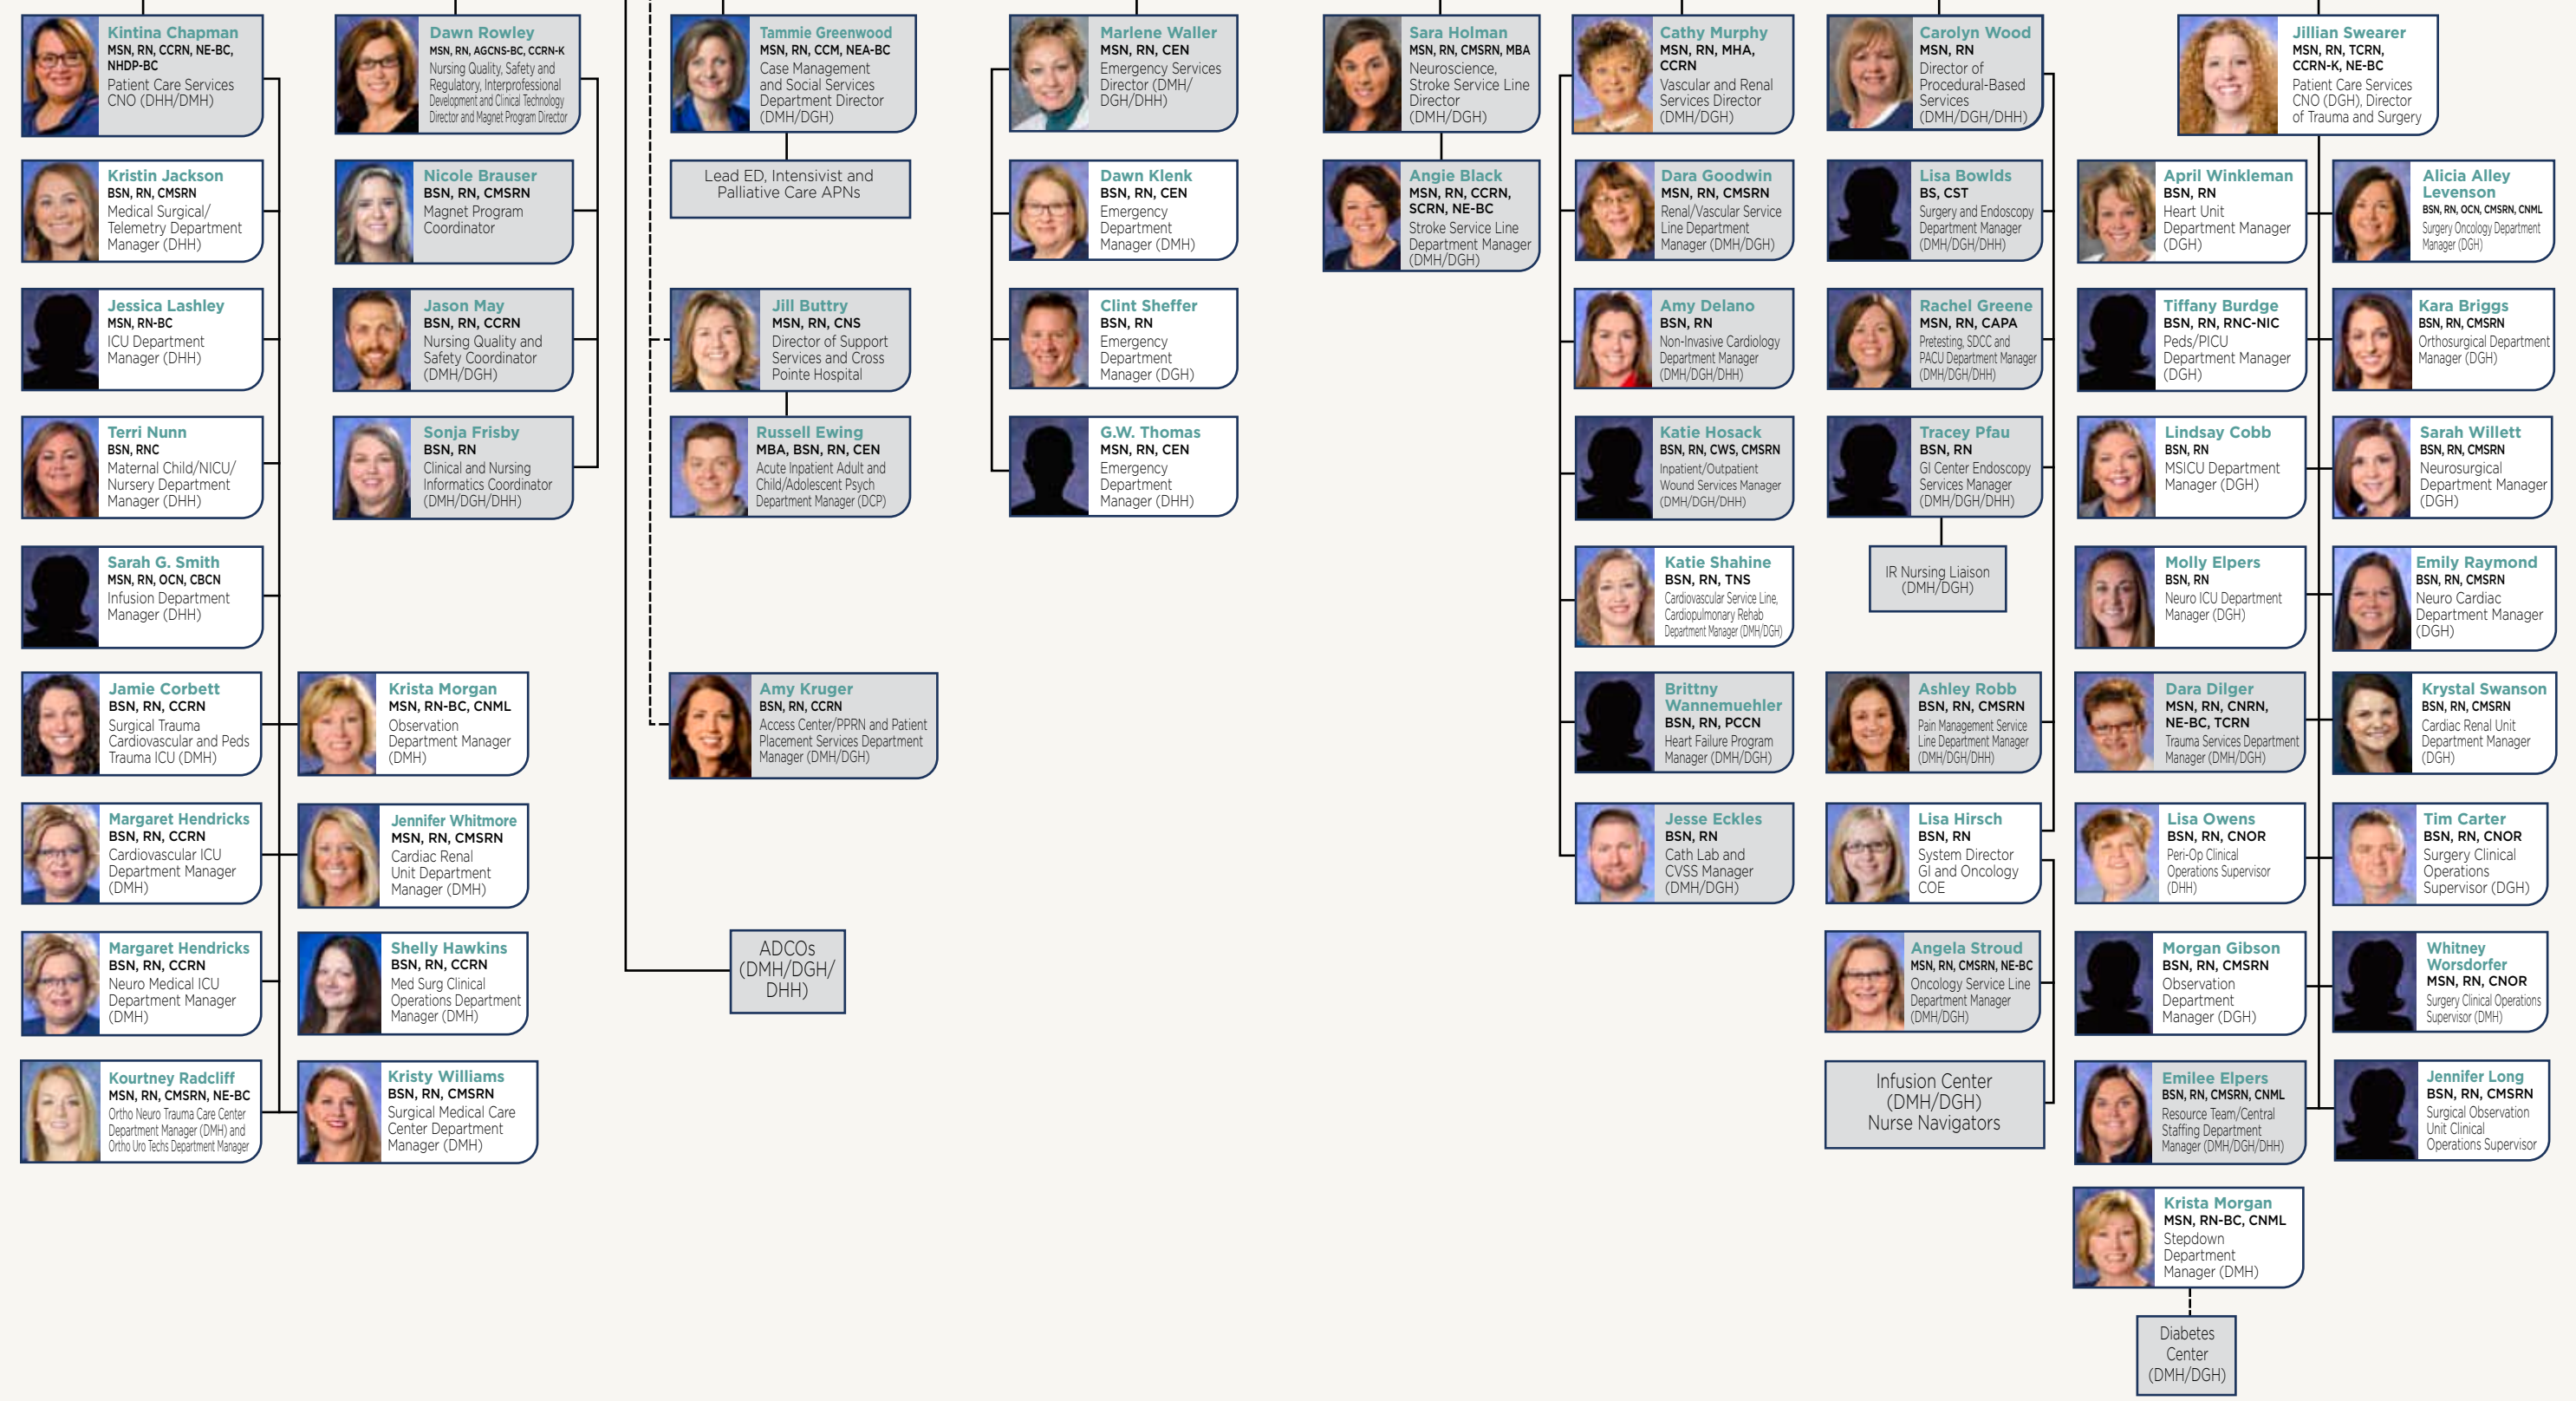 Kintina Chapman
MSN, RN, CCRN, NE-BC,
NHDP-BC
Patient Care Services
CNO (DHH/DMH)
Kristin Jackson
BSN, RN, CMSRN
Medical Surgical/
Telemetry Department
Manager (DHH)
Jessica Lashley
MSN, RN-BC
ICU Department
Manager (DHH)
Terri Nunn
BSN, RNC
Maternal Child/NICU/
Nursery Department
Manager (DHH)
Sarah G. Smith
MSN, RN, OCN, CBCN
Infusion Department
Manager (DHH)
Jamie Corbett
BSN, RN, CCRN
Surgical Trauma
Cardiovascular and Peds
Trauma ICU (DMH)
Margaret Hendricks
BSN, RN, CCRN
Cardiovascular ICU
Department Manager
(DMH)
Margaret Hendricks
BSN, RN, CCRN
Neuro Medical ICU
Department Manager
(DMH)
Kourtney Radcliff
MSN, RN, CMSRN, NE-BC
Ortho Neuro Trauma Care Center
Department Manager (DMH) and
Ortho Uro Techs Department Manager
Krista Morgan
MSN, RN-BC, CNML
Observation
Department Manager
(DMH)
Jennifer Whitmore
MSN, RN, CMSRN
Cardiac Renal
Unit Department
Manager (DMH)
Shelly Hawkins
BSN, RN, CCRN
Med Surg Clinical
Operations Department
Manager (DMH)
Kristy Williams
BSN, RN, CMSRN
Surgical Medical Care
Center Department
Manager (DMH)
Dawn Rowley
MSN, RN, AGCNS-BC, CCRN-K
Nursing Quality, Safety and
Regulatory, Interprofessional
Development and Clinical Technology
Director and Magnet Program Director
Nicole Brauser
BSN, RN, CMSRN
Magnet Program
Coordinator
Jason May
BSN, RN, CCRN
Nursing Quality and
Safety Coordinator
(DMH/DGH)
Sonja Frisby
BSN, RN
Clinical and Nursing
Informatics Coordinator
(DMH/DGH/DHH)
Tammie Greenwood
MSN, RN, CCM, NEA-BC
Case Management
and Social Services
Department Director
(DMH/DGH)
Lead ED, Intensivist and
Palliative Care APNs
Jill Buttry
MSN, RN, CNS
Director of Support
Services and Cross
Pointe Hospital
Russell Ewing
MBA, BSN, RN, CEN
Acute Inpatient Adult and
Child/Adolescent Psych
Department Manager (DCP)
Amy Kruger
BSN, RN, CCRN
Access Center/PPRN and Patient
Placement Services Department
Manager (DMH/DGH)
ADCOs
(DMH/DGH/
DHH)
Marlene Waller
MSN, RN, CEN
Emergency Services
Director (DMH/
DGH/DHH)
Dawn Klenk
BSN, RN, CEN
Emergency
Department
Manager (DMH)
Clint Sheffer
BSN, RN
Emergency
Department
Manager (DGH)
G.W. Thomas
MSN, RN, CEN
Emergency
Department
Manager (DHH)
Sara Holman
MSN, RN, CMSRN, MBA
Neuroscience,
Stroke Service Line
Director
(DMH/DGH)
Angie Black
MSN, RN, CCRN,
SCRN, NE-BC
Stroke Service Line
Department Manager
(DMH/DGH)
Cathy Murphy
MSN, RN, MHA,
CCRN
Vascular and Renal
Services Director
(DMH/DGH)
Dara Goodwin
MSN, RN, CMSRN
Renal/Vascular Service
Line Department
Manager (DMH/DGH)
Amy Delano
BSN, RN
Non-Invasive Cardiology
Department Manager
(DMH/DGH/DHH)
Katie Hosack
BSN, RN, CWS, CMSRN
Inpatient/Outpatient
Wound Services Manager
(DMH/DGH/DHH)
Katie Shahine
BSN, RN, TNS
Cardiovascular Service Line,
Cardiopulmonary Rehab
Department Manager (DMH/DGH)
Brittny
Wannemuehler
BSN, RN, PCCN
Heart Failure Program
Manager (DMH/DGH)
Jesse Eckles
BSN, RN
Cath Lab and
CVSS Manager
(DMH/DGH)
Carolyn Wood
MSN, RN
Director of
Procedural-Based
Services
(DMH/DGH/DHH)
Lisa Bowlds
BS, CST
Surgery and Endoscopy
Department Manager
(DMH/DGH/DHH)
Rachel Greene
MSN, RN, CAPA
Pretesting, SDCC and
PACU Department Manager
(DMH/DGH/DHH)
Tracey Pfau
BSN, RN
GI Center Endoscopy
Services Manager
(DMH/DGH/DHH)
IR Nursing Liaison
(DMH/DGH)
Ashley Robb
BSN, RN, CMSRN
Pain Management Service
Line Department Manager
(DMH/DGH/DHH)
Lisa Hirsch
BSN, RN
System Director
GI and Oncology
COE
Angela Stroud
MSN, RN, CMSRN, NE-BC
Oncology Service Line
Department Manager
(DMH/DGH)
Infusion Center
(DMH/DGH)
Nurse Navigators
Jillian Swearer
MSN, RN, TCRN,
CCRN-K, NE-BC
Patient Care Services
CNO (DGH), Director
of Trauma and Surgery
April Winkleman
BSN, RN
Heart Unit
Department Manager
(DGH)
Tiffany Burdge
BSN, RN, RNC-NIC
Peds/PICU
Department Manager
(DGH)
Lindsay Cobb
BSN, RN
MSICU Department
Manager (DGH)
Molly Elpers
BSN, RN
Neuro ICU Department
Manager (DGH)
Dara Dilger
MSN, RN, CNRN,
NE-BC, TCRN
Trauma Services Department
Manager (DMH/DGH)
Lisa Owens
BSN, RN, CNOR
Peri-Op Clinical
Operations Supervisor
(DHH)
Morgan Gibson
BSN, RN, CMSRN
Observation
Department
Manager (DGH)
Emilee Elpers
BSN, RN, CMSRN, CNML
Resource Team/Central
Staffing Department
Manager (DMH/DGH/DHH)
Krista Morgan
MSN, RN-BC, CNML
Stepdown
Department
Manager (DMH)
Diabetes
Center
(DMH/DGH)
Alicia Alley
Levenson
BSN, RN, OCN, CMSRN, CNML
Surgery Oncology Department
Manager (DGH)
Kara Briggs
BSN, RN, CMSRN
Orthosurgical Department
Manager (DGH)
Sarah Willett
BSN, RN, CMSRN
Neurosurgical
Department Manager
(DGH)
Emily Raymond
BSN, RN, CMSRN
Neuro Cardiac
Department Manager
(DGH)
Krystal Swanson
BSN, RN, CMSRN
Cardiac Renal Unit
Department Manager
(DGH)
Tim Carter
BSN, RN, CNOR
Surgery Clinical
Operations
Supervisor (DGH)
Whitney
Worsdorfer
MSN, RN, CNOR
Surgery Clinical Operations
Supervisor (DMH)
Jennifer Long
BSN, RN, CMSRN
Surgical Observation
Unit Clinical
Operations Supervisor